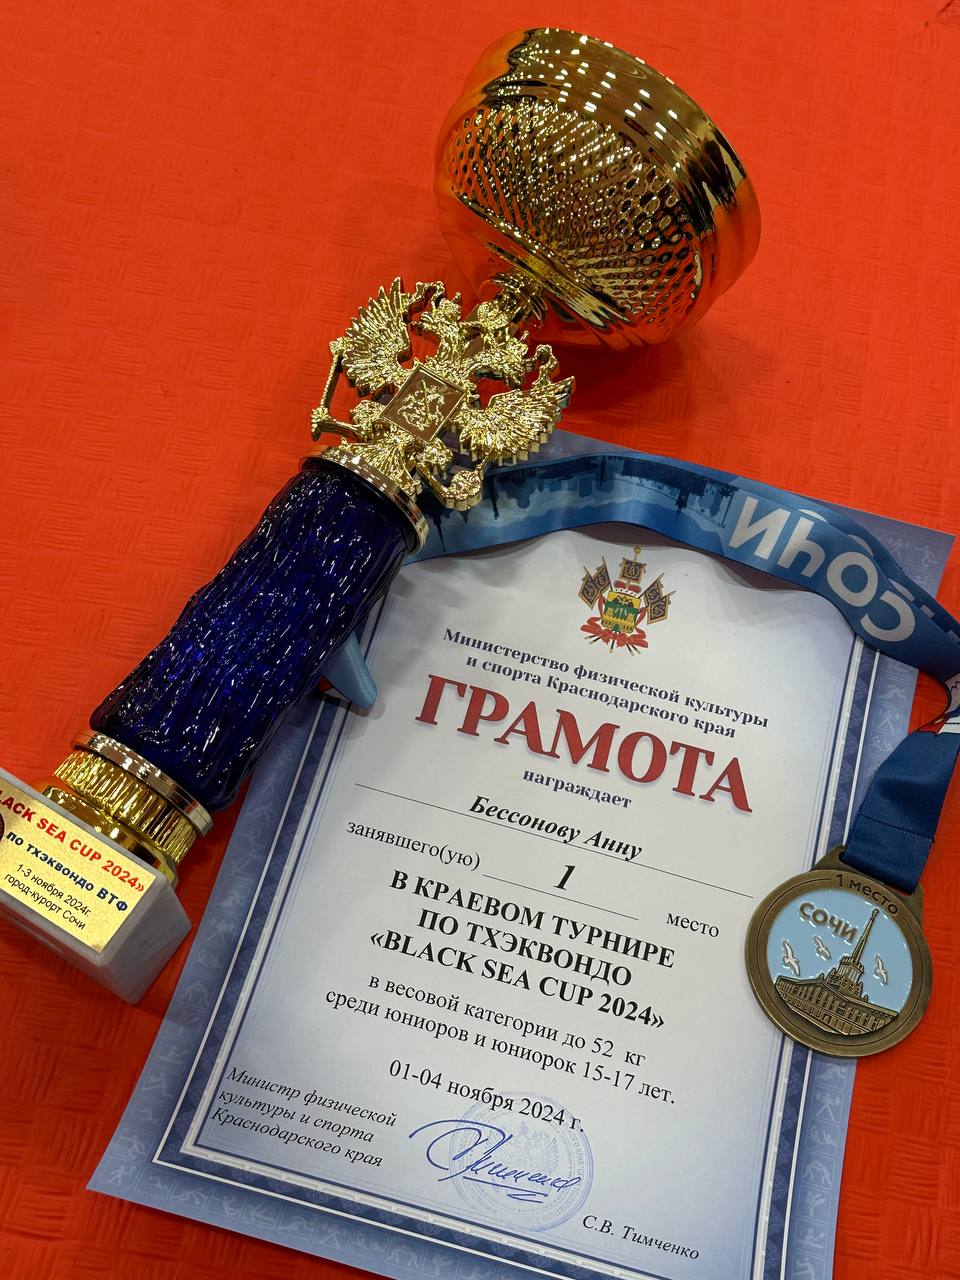 Министерство физической культуры
и спорта Краснодарского края
ГРАМОТА
награждает
Бессонову Анну
занявшего(ую) 1 место
В КРАЕВОМ ТУРНИРЕ
ПО ТХЭКВОНДО
«BLACK SEA CUP 2024»
в весовой категории до 52 кг
среди юниоров и юниорок 15-17 лет.
01-04 ноября 2024 г.
Министр физической
культуры и спорта
Краснодарского края
С.В. Тимченко
LACK SEA CUP 2024»
по тхэквондо ВТФ
1-3 ноября 2024г.
город-курорт Сочи
СОЧИ
1 место
СОЧИ